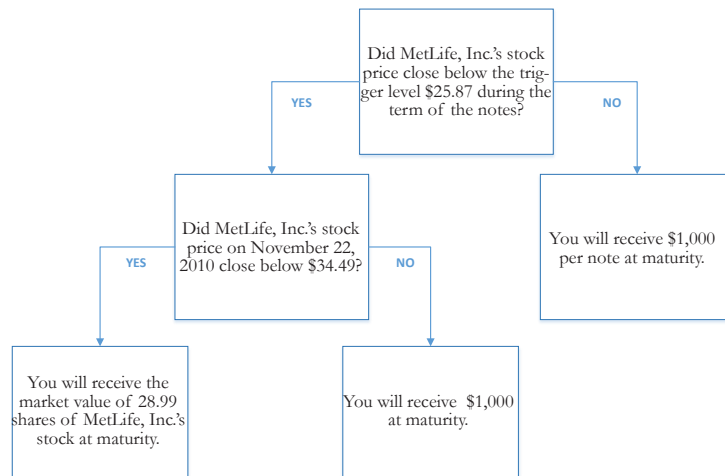 Did MetLife, Inc.'s stock
price close below the trig-
ger level $25.87 during the
term of the notes?
YES
NO
Did MetLife, Inc.'s stock
price on November 22,
2010 close below $34.49?
You will receive $1,000
per note at maturity.
YES
NO
You will receive the
market value of 28.99
shares of MetLife, Inc.'s
stock at maturity.
You will receive $1,000
at maturity.